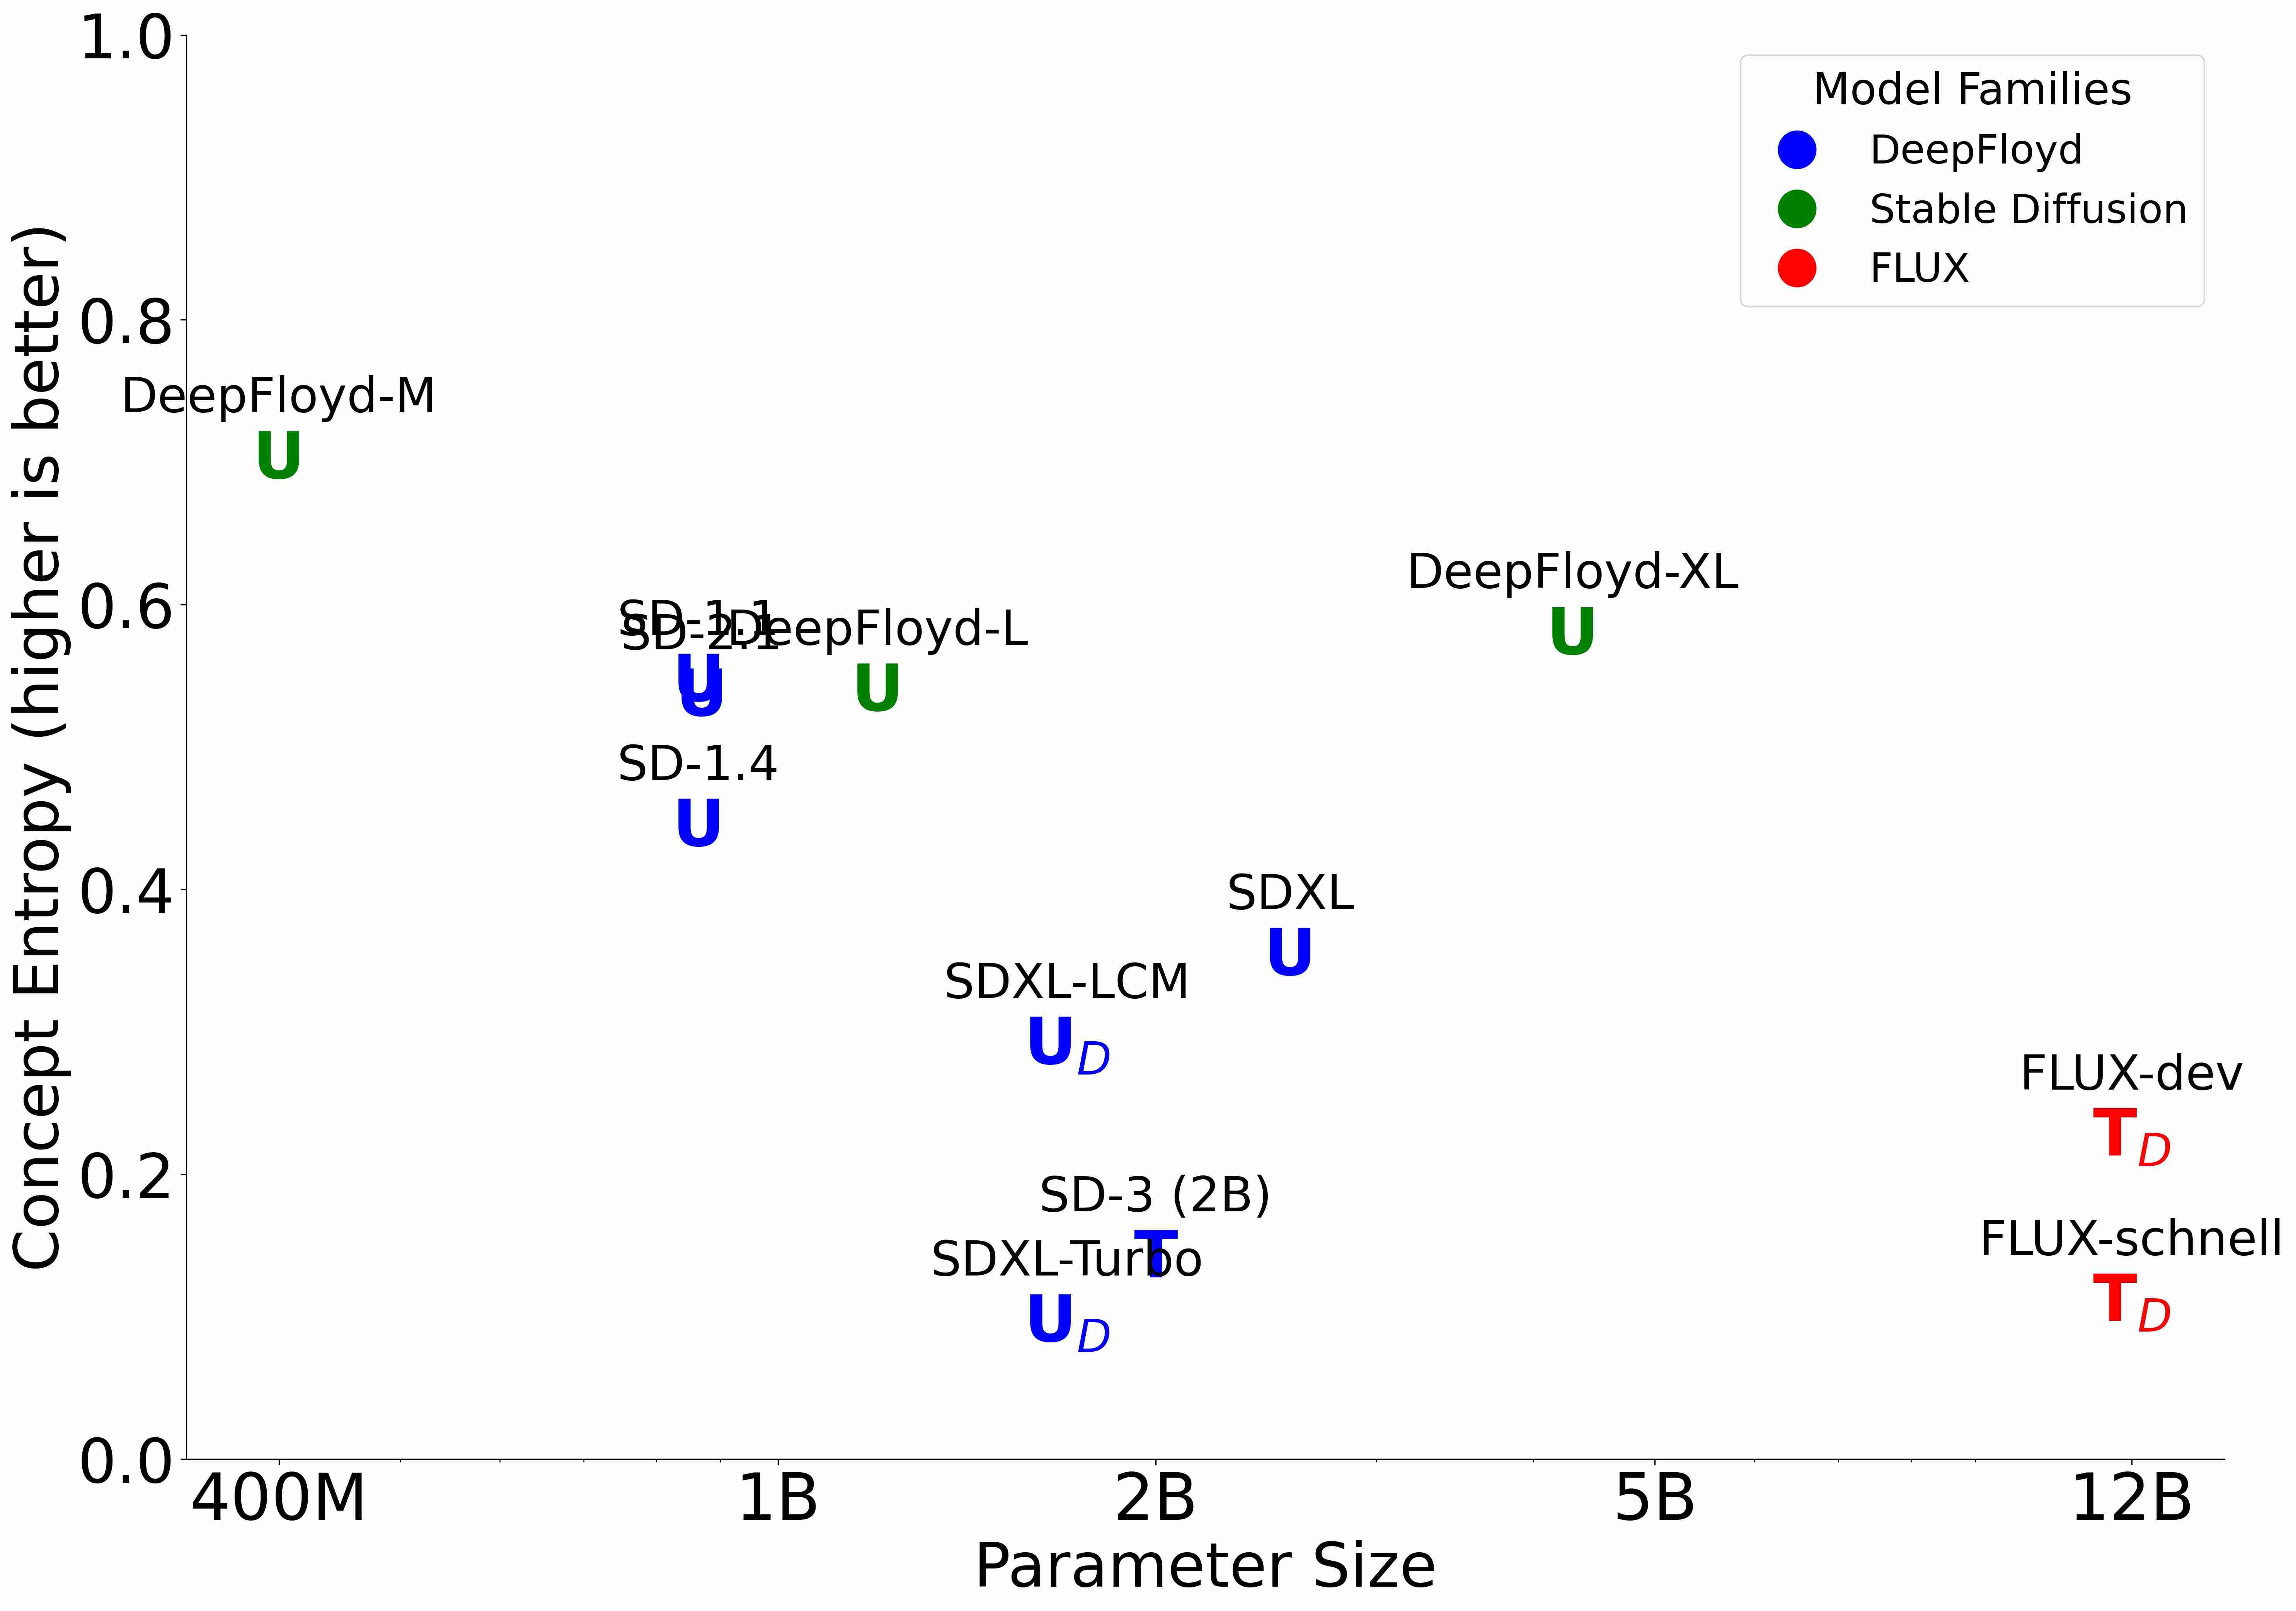 Concept Entropy (higher is better)
1.0
0.8
0.6
0.4
0.2
0.0
Model Families
DeepFloyd
Stable Diffusion
FLUX
DeepFloyd-M
U
DeepFloyd-XL
U
SD-1.1
SD-2.1
DeepFloyd-L
U
U
U
SD-1.4
U
SDXL
U
SDXL-LCM
U D
FLUX-dev
T D
SD-3 (2B)
T
SDXL-Turbo
U D
FLUX-schnell
T D
400M 1B 2B 5B 12B
Parameter Size